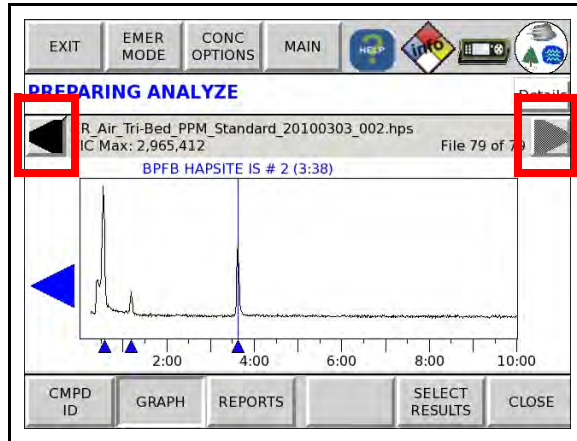 EXIT
EMER MODE
CONC OPTIONS
MAIN
HELP
info
PREPARING ANALYZE
Details
R_Air_Tri-Bed_PPM_Standard_20100303_002.hps
IC Max: 2,965,412
File 79 of 79
BPFB HAPSITE IS # 2 (3:38)
2:00 4:00 6:00 8:00 10:00
CMPD ID
GRAPH
REPORTS
SELECT RESULTS
CLOSE